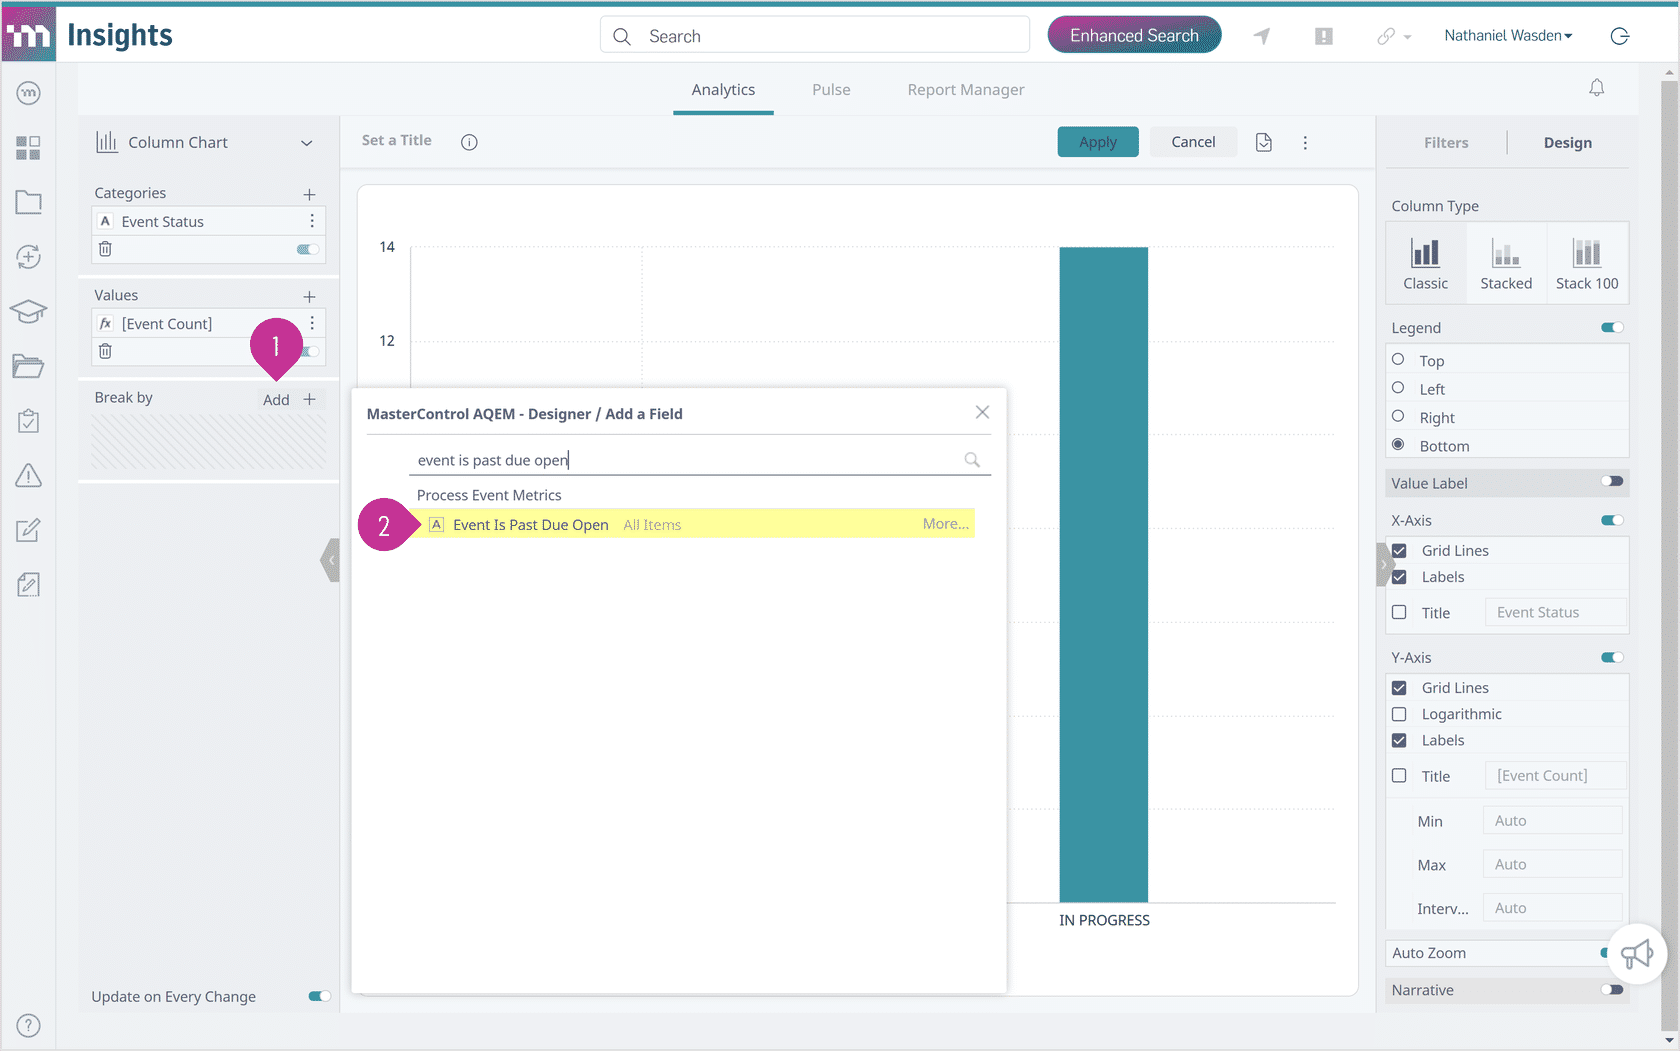 Insights
Search
Enhanced Search
Nathaniel Wasden
Analytics
Pulse
Report Manager
Column Chart
Set a Title
Apply
Cancel
Filters
Design
Categories
A Event Status
Values
fx [Event Count]
1
Break by
Add
Update on Every Change
14
12
IN PROGRESS
MasterControl AQEM - Designer / Add a Field
event is past due open
Process Event Metrics
2
A Event Is Past Due Open All Items More...
Column Type
Classic
Stacked
Stack 100
Legend
Top
Left
Right
Bottom
Value Label
X-Axis
Grid Lines
Labels
Title Event Status
Y-Axis
Grid Lines
Logarithmic
Labels
Title [Event Count]
Min Auto
Max Auto
Interv... Auto
Auto Zoom
Narrative